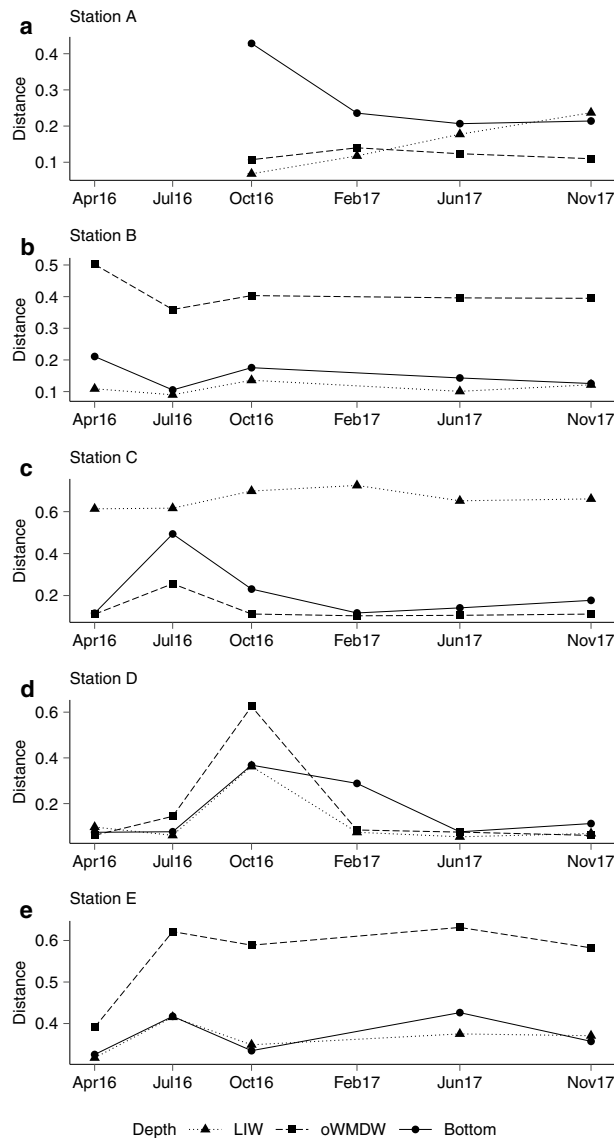 a
Station A
Distance
0.4
0.3
0.2
0.1
Apr16 Jul16 Oct16 Feb17 Jun17 Nov17
b
Station B
Distance
0.5
0.4
0.3
0.2
0.1
Apr16 Jul16 Oct16 Feb17 Jun17 Nov17
c
Station C
Distance
0.6
0.4
0.2
Apr16 Jul16 Oct16 Feb17 Jun17 Nov17
d
Station D
Distance
0.6
0.4
0.2
Apr16 Jul16 Oct16 Feb17 Jun17 Nov17
e
Station E
Distance
0.6
0.5
0.4
Apr16 Jul16 Oct16 Feb17 Jun17 Nov17
Depth LIW oWMDW Bottom